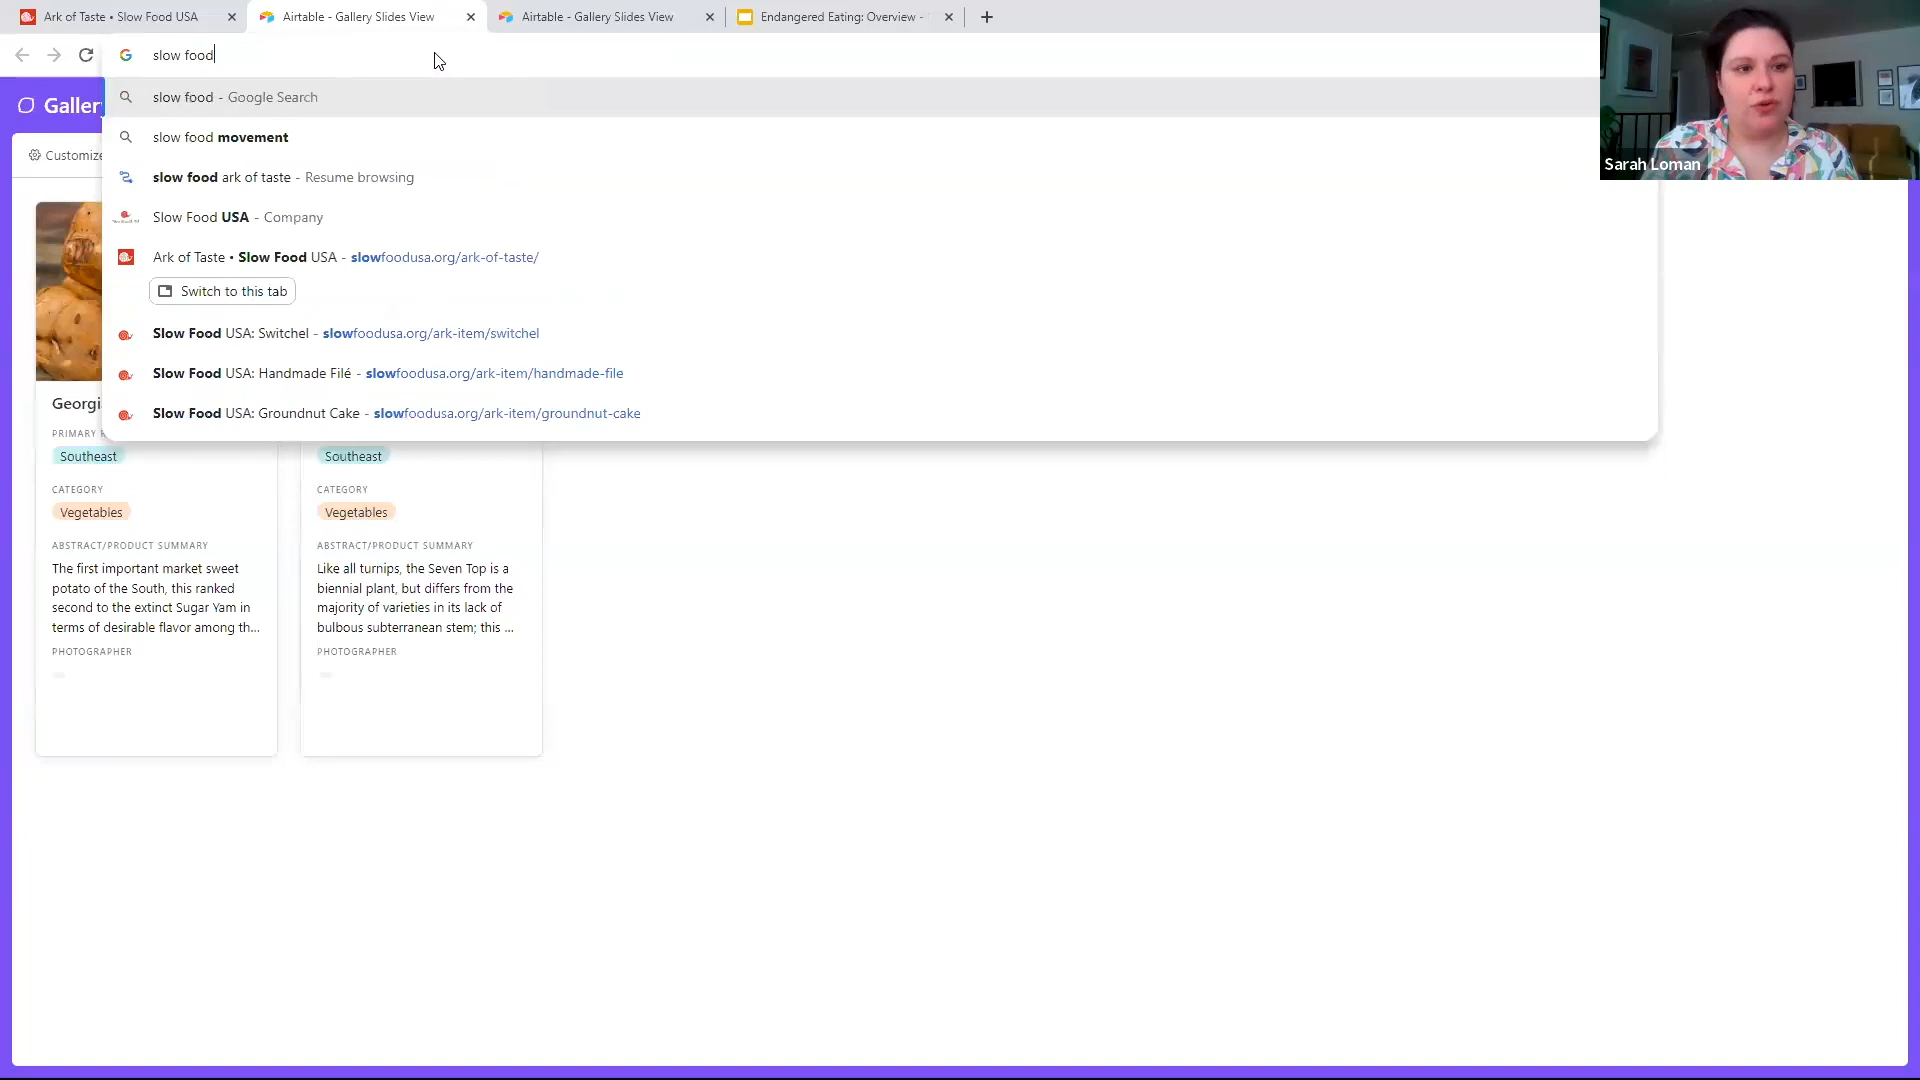 Ark of Taste • Slow Food USA
Airtable - Gallery Slides View
Airtable - Gallery Slides View
Endangered Eating: Overview -
slow food
slow food - Google Search
slow food movement
slow food ark of taste - Resume browsing
Slow Food USA - Company
Ark of Taste • Slow Food USA - slowfoodusa.org/ark-of-taste/
Switch to this tab
Slow Food USA: Switchel - slowfoodusa.org/ark-item/switchel
Slow Food USA: Handmade Filé - slowfoodusa.org/ark-item/handmade-file
Slow Food USA: Groundnut Cake - slowfoodusa.org/ark-item/groundnut-cake
Sarah Loman
Galler
Customize
Georgi
PRIMARY
Southeast
CATEGORY
Vegetables
ABSTRACT/PRODUCT SUMMARY
The first important market sweet
potato of the South, this ranked
second to the extinct Sugar Yam in
terms of desirable flavor among th...
PHOTOGRAPHER
Southeast
CATEGORY
Vegetables
ABSTRACT/PRODUCT SUMMARY
Like all turnips, the Seven Top is a
biennial plant, but differs from the
majority of varieties in its lack of
bulbous subterranean stem; this ...
PHOTOGRAPHER